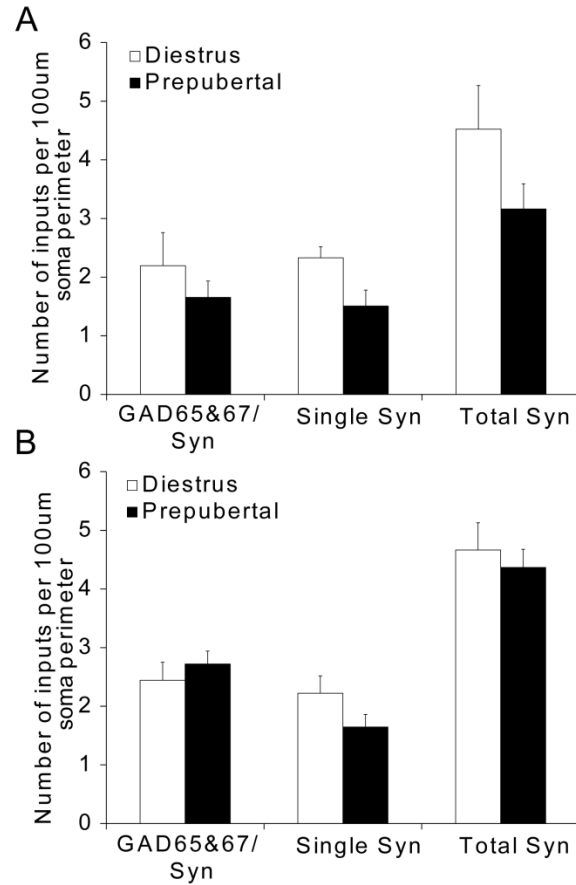 A
Diestrus
Prepubertal
Number of inputs per 100um
soma perimeter
6
5
4
3
2
1
0
GAD65&67/
Syn
Single Syn
Total Syn
B
Diestrus
Prepubertal
Number of inputs per 100um
soma perimeter
6
5
4
3
2
1
0
GAD65&67/
Syn
Single Syn
Total Syn